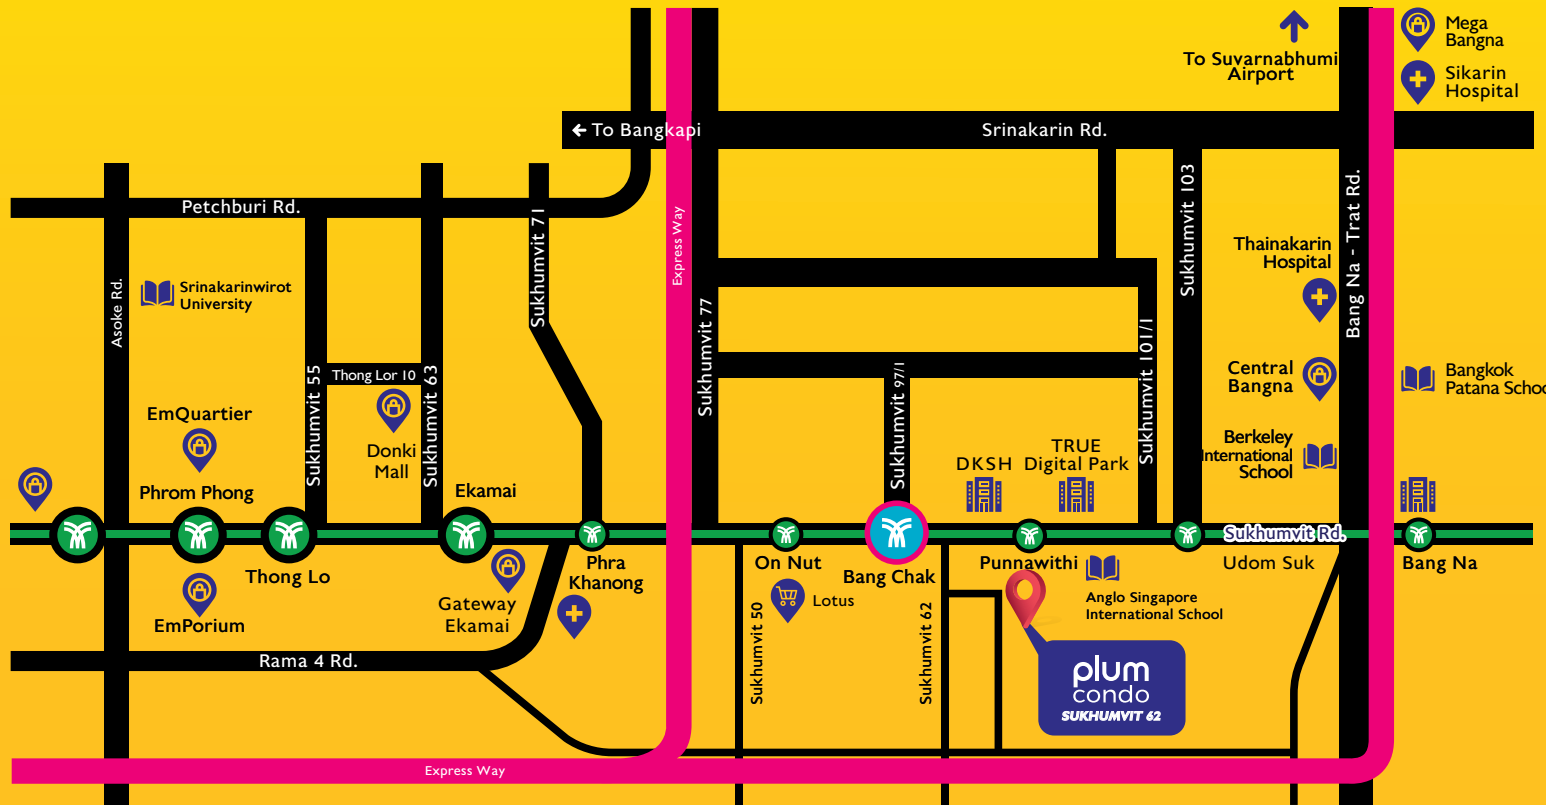 Mega
Bangna
To Suvarnabhumi
Airport
Sikarin
Hospital
To Bangkapi
Srinakarin Rd.
Petchburi Rd.
Sukhumvit 71
Express Way
Sukhumvit 103
Bang Na - Trat Rd.
Thainakarin
Hospital
Srinakarinwirot
University
Asoke Rd.
Sukhumvit 55
Thong Lor 10
Sukhumvit 63
Sukhumvit 77
Sukhumvit 97/1
Sukhumvit 101/1
Central
Bangna
Bangkok
Patana Schoo
EmQuartier
Donki
Mall
Berkeley
International
School
DKSH
TRUE
Digital Park
Phrom Phong
Ekamai
Sukhumvit Rd.
Thong Lo
Phra
Khanong
On Nut
Bang Chak
Punnawithi
Udom Suk
Bang Na
EmPorium
Gateway
Ekamai
Lotus
Anglo Singapore
International School
Sukhumvit 50
Sukhumvit 62
Rama 4 Rd.
plum
condo
SUKHUMVIT 62
Express Way